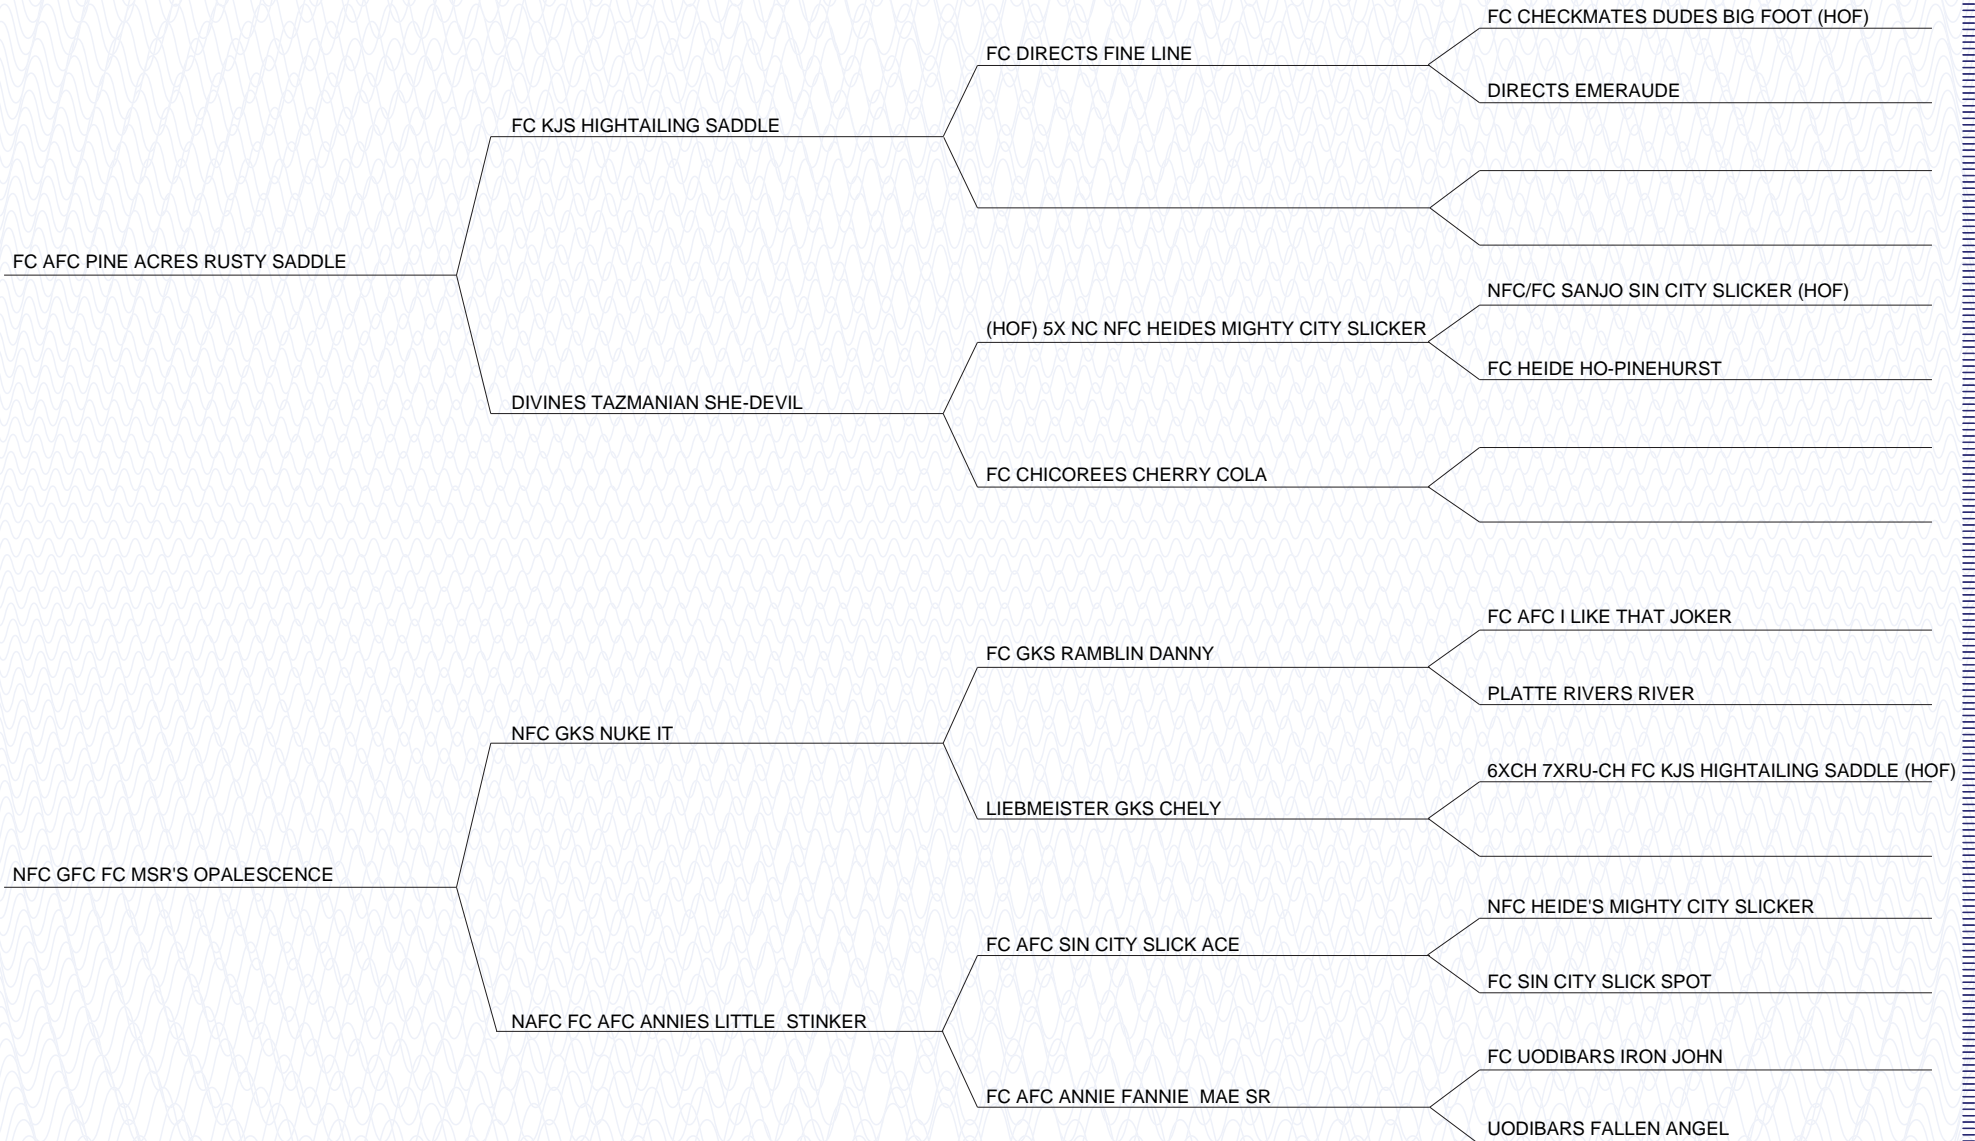 FC CHECKMATES DUDES BIG FOOT (HOF)
FC DIRECTS FINE LINE
DIRECTS EMERAUDE
FC KJS HIGHTAILING SADDLE
FC AFC PINE ACRES RUSTY SADDLE
NFC/FC SANJO SIN CITY SLICKER (HOF)
(HOF) 5X NC NFC HEIDES MIGHTY CITY SLICKER
FC HEIDE HO-PINEHURST
DIVINES TAZMANIAN SHE-DEVIL
FC CHICOREES CHERRY COLA
FC AFC I LIKE THAT JOKER
FC GKS RAMBLIN DANNY
PLATTE RIVERS RIVER
NFC GKS NUKE IT
6XCH 7XRU-CH FC KJS HIGHTAILING SADDLE (HOF)
LIEBMEISTER GKS CHELY
NFC GFC FC MSR'S OPALESCENCE
NFC HEIDE'S MIGHTY CITY SLICKER
FC AFC SIN CITY SLICK ACE
FC SIN CITY SLICK SPOT
NAFC FC AFC ANNIES LITTLE  STINKER
FC UODIBARS IRON JOHN
FC AFC ANNIE FANNIE  MAE SR
UODIBARS FALLEN ANGEL